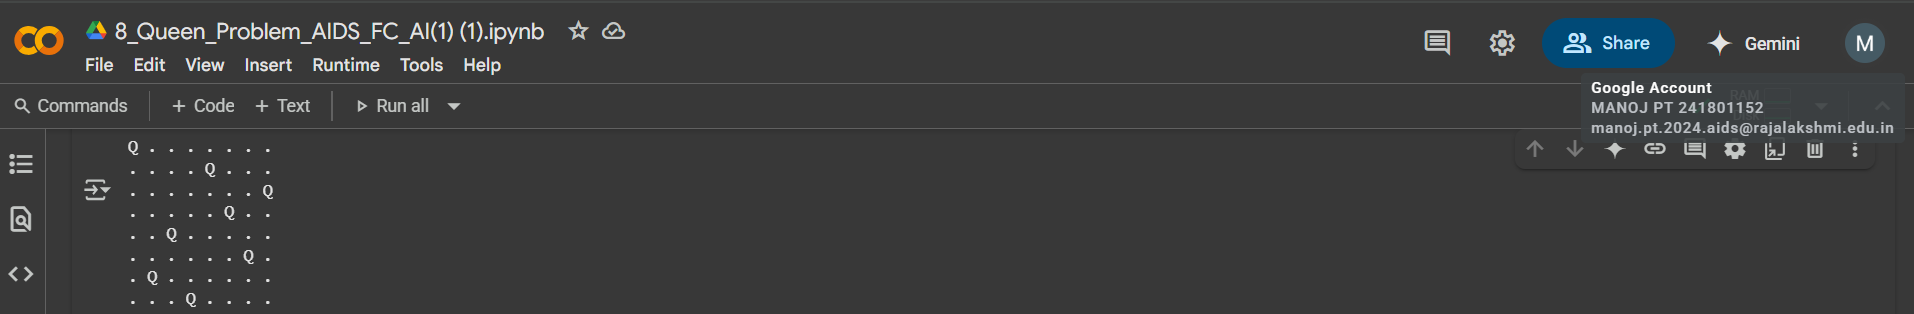 8_Queen_Problem_AIDS_FC_AI(1) (1).ipynb
File Edit View Insert Runtime Tools Help
Share
Gemini
M
Commands + Code + Text Run all
Google Account
RAM
MANOJ PT 241801152
manoj.pt.2024.aids@rajalakshmi.edu.in
Q . . . . . . .
. . . . Q . . .
. . . . . . . Q
. . . . . Q . .
. . Q . . . . .
. . . . . . Q .
. Q . . . . . .
. . . Q . . . .